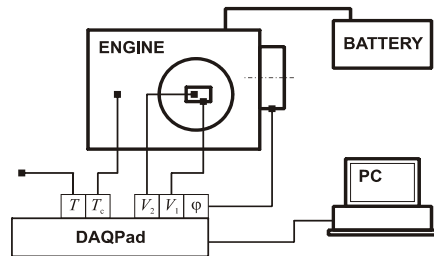 ENGINE
BATTERY
T Tc V2 V1 φ
PC
DAQPad